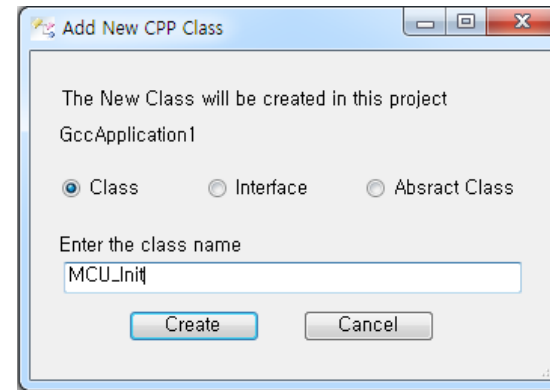 Add New CPP Class
The New Class will be created in this project
GccApplication1
Class Interface Absract Class
Enter the class name
MCU_Init
Create Cancel